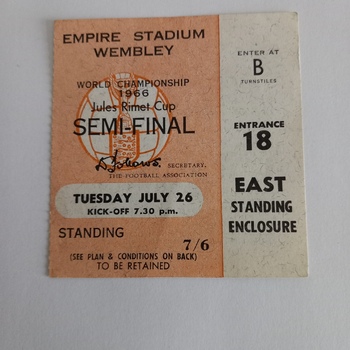 EMPIRE STADIUM
WEMBLEY
WORLD CHAMPIONSHIP
1966
Jules Rimet Cup
SEMI-FINAL
SECRETARY,
THE FOOTBALL ASSOCIATION
TUESDAY JULY 26
KICK-OFF 7.30 p.m.
STANDING
7/6
(SEE PLAN & CONDITIONS ON BACK)
TO BE RETAINED
ENTER AT
B
TURNSTILES
ENTRANCE
18
EAST
STANDING
ENCLOSURE